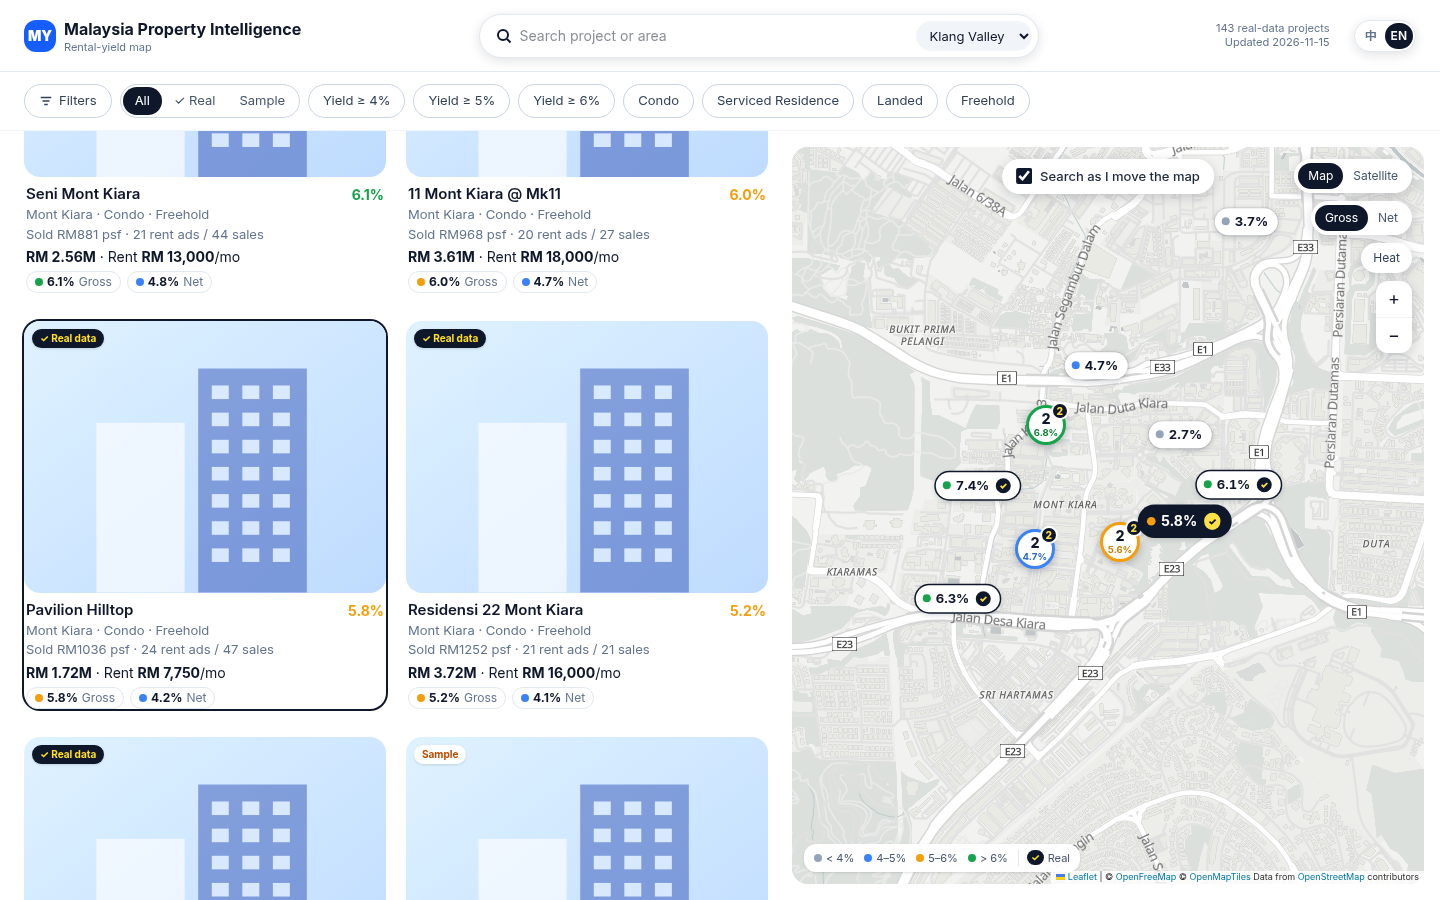 MY
Malaysia Property Intelligence
Rental-yield map
Search project or area
Klang Valley
143 real-data projects
Updated 2026-11-15
中 EN
Filters
All ✓ Real Sample
Yield ≥ 4%
Yield ≥ 5%
Yield ≥ 6%
Condo
Serviced Residence
Landed
Freehold
Seni Mont Kiara 6.1%
Mont Kiara · Condo · Freehold
Sold RM881 psf · 21 rent ads / 44 sales
RM 2.56M · Rent RM 13,000/mo
6.1% Gross 4.8% Net
11 Mont Kiara @ Mk11 6.0%
Mont Kiara · Condo · Freehold
Sold RM968 psf · 20 rent ads / 27 sales
RM 3.61M · Rent RM 18,000/mo
6.0% Gross 4.7% Net
✓ Real data
Pavilion Hilltop 5.8%
Mont Kiara · Condo · Freehold
Sold RM1036 psf · 24 rent ads / 47 sales
RM 1.72M · Rent RM 7,750/mo
5.8% Gross 4.2% Net
✓ Real data
Residensi 22 Mont Kiara 5.2%
Mont Kiara · Condo · Freehold
Sold RM1252 psf · 21 rent ads / 21 sales
RM 3.72M · Rent RM 16,000/mo
5.2% Gross 4.1% Net
✓ Real data
Sample
Search as I move the map
Map Satellite
Gross Net
Heat
+
−
Jalan 6/38A
Jalan Segambut Dalam
3.7%
E33
Persiaran Dutamas
BUKIT PRIMA
PELANGI
E1
4.7%
E33
E1
Persiaran Dutamas
2
6.8%
2
Jalan Duta Kiara
2.7%
E1
7.4%
6.1%
MONT KIARA
5.8%
2
4.7%
2
2
5.6%
2
DUTA
KIARAMAS
E23
6.3%
E1
Jalan Desa Kiara
E23
E23
SRI HARTAMAS
E23
< 4% 4–5% 5–6% > 6% Real
Leaflet | © OpenFreeMap © OpenMapTiles Data from OpenStreetMap contributors